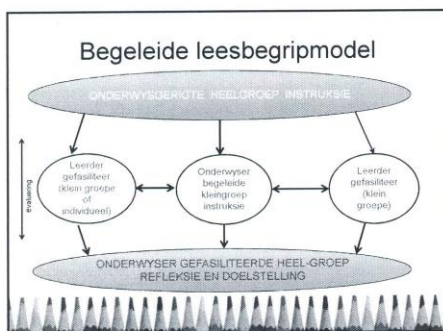 Begeleide leesbegripmodel
ONDERWYSGERIGTE HEELGROEP INSTRUKSIE
Evaluering
Leerder
gefasiliteer
(klein groepe
of
individueel)
Onderwyser
begeleide
kleingroep
instruksie
Leerder
gefasiliteer
(klein
groepe)
ONDERWYSER GEFASILITEERDE HEEL-GROEP
REFLEKSIE EN DOELSTELLING